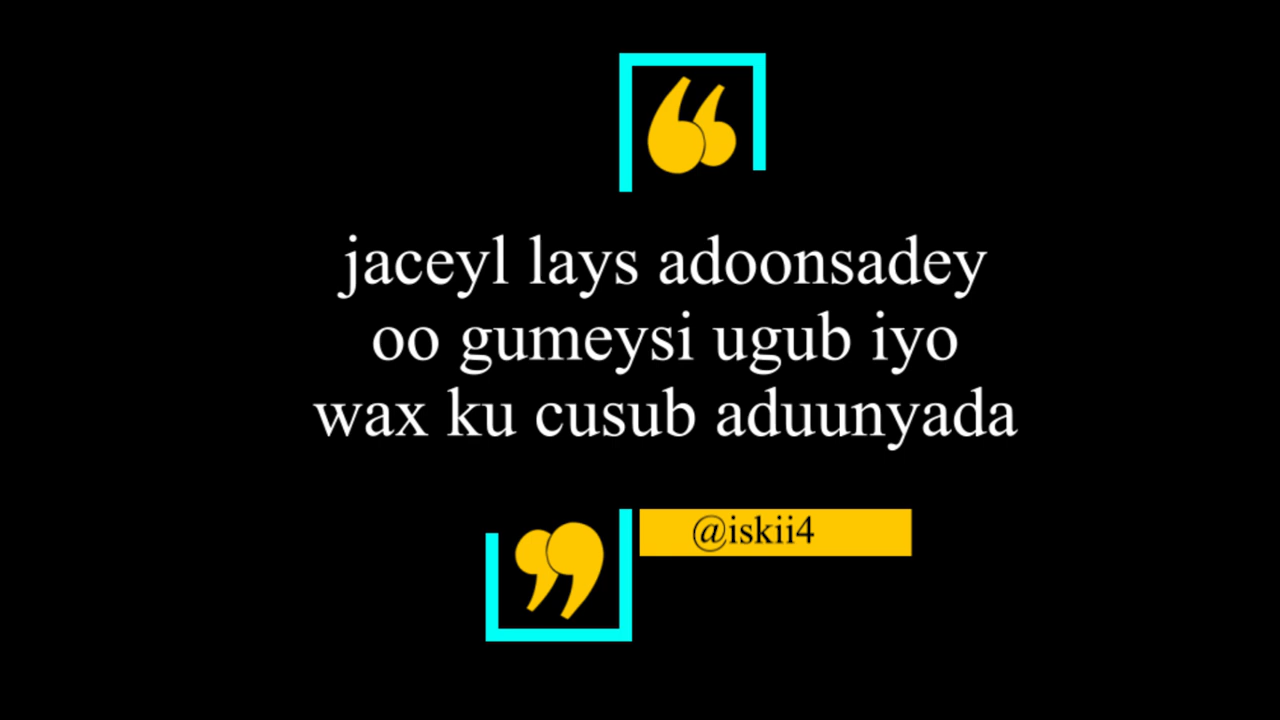 jaceyl lays adoonsadey
oo gumeysi ugub iyo
wax ku cusub aduunyada
@iskii4